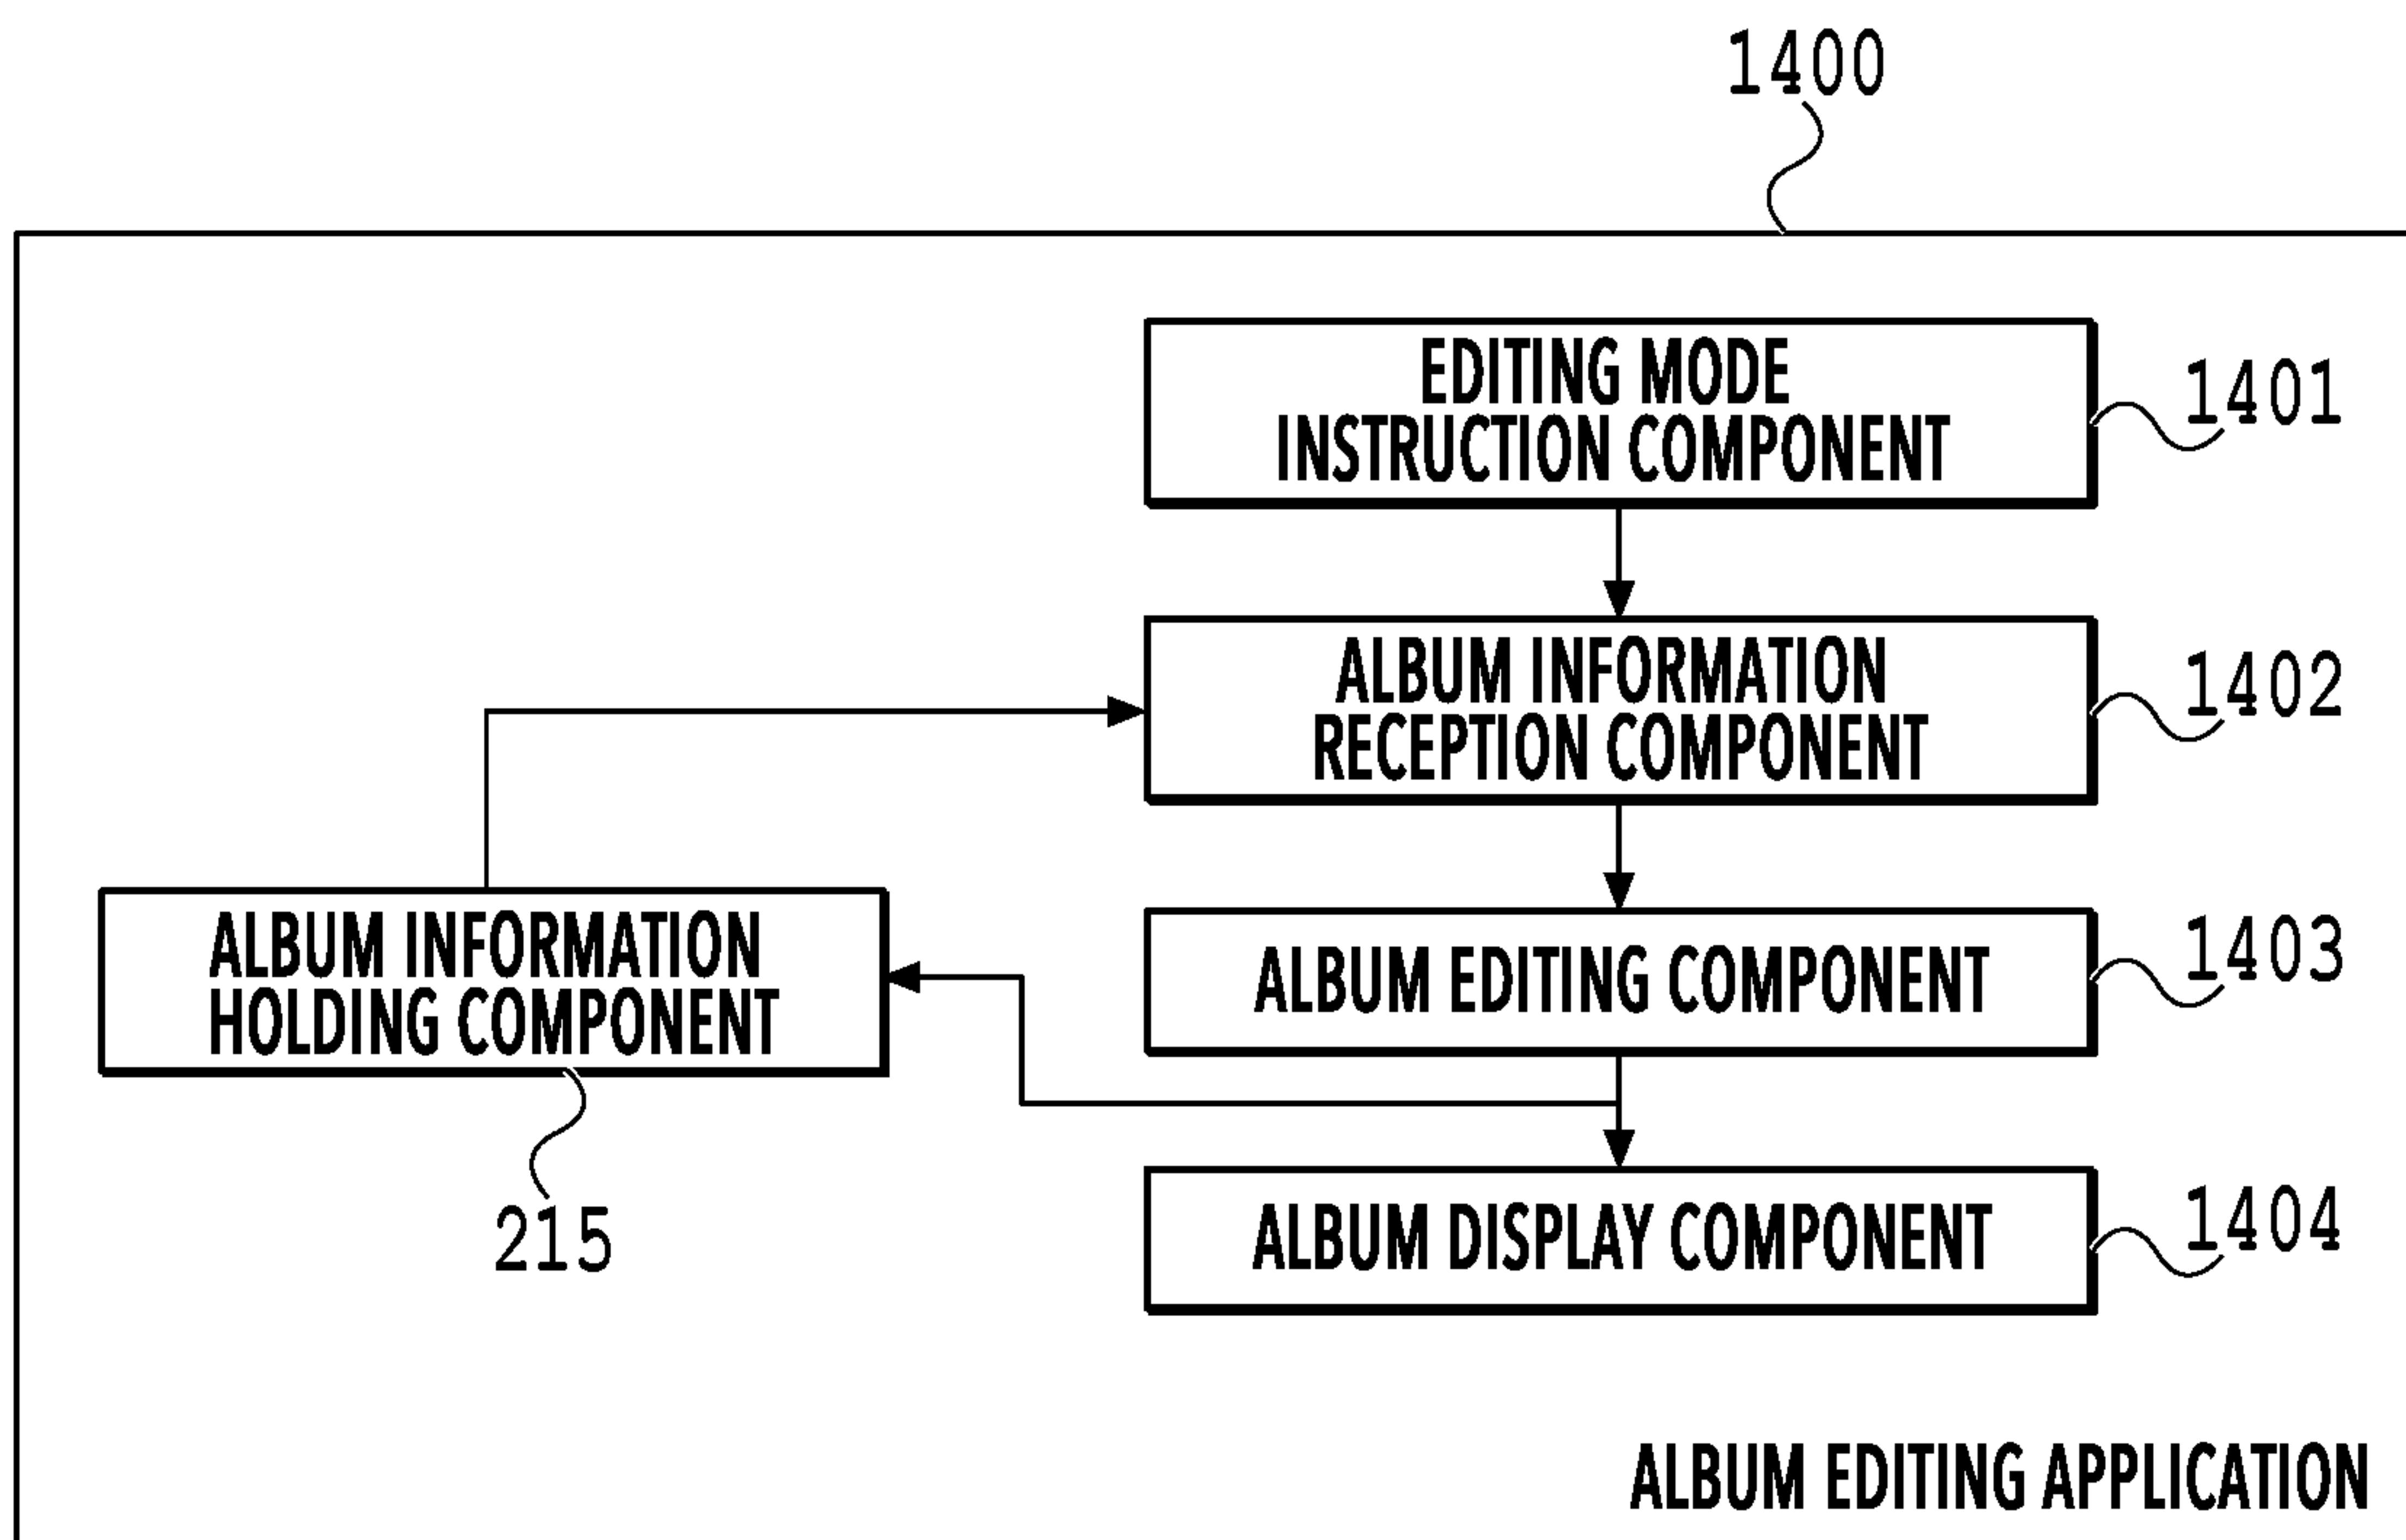 1400
EDITING MODE
INSTRUCTION COMPONENT
1401
ALBUM INFORMATION
RECEPTION COMPONENT
1402
ALBUM INFORMATION
HOLDING COMPONENT
215
ALBUM EDITING COMPONENT
1403
ALBUM DISPLAY COMPONENT
1404
ALBUM EDITING APPLICATION